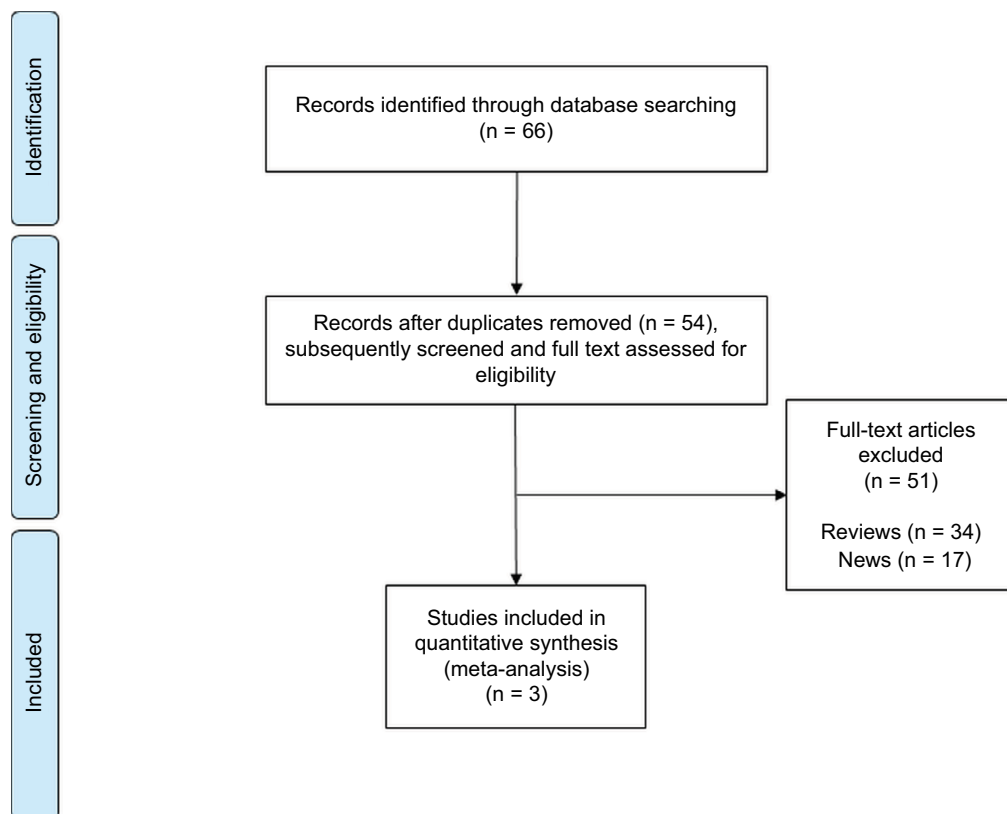 Identification
Records identified through database searching
(n = 66)
Screening and eligibility
Records after duplicates removed (n = 54),
subsequently screened and full text assessed for
eligibility
Full-text articles
excluded
(n = 51)
Reviews (n = 34)
News (n = 17)
Included
Studies included in
quantitative synthesis
(meta-analysis)
(n = 3)